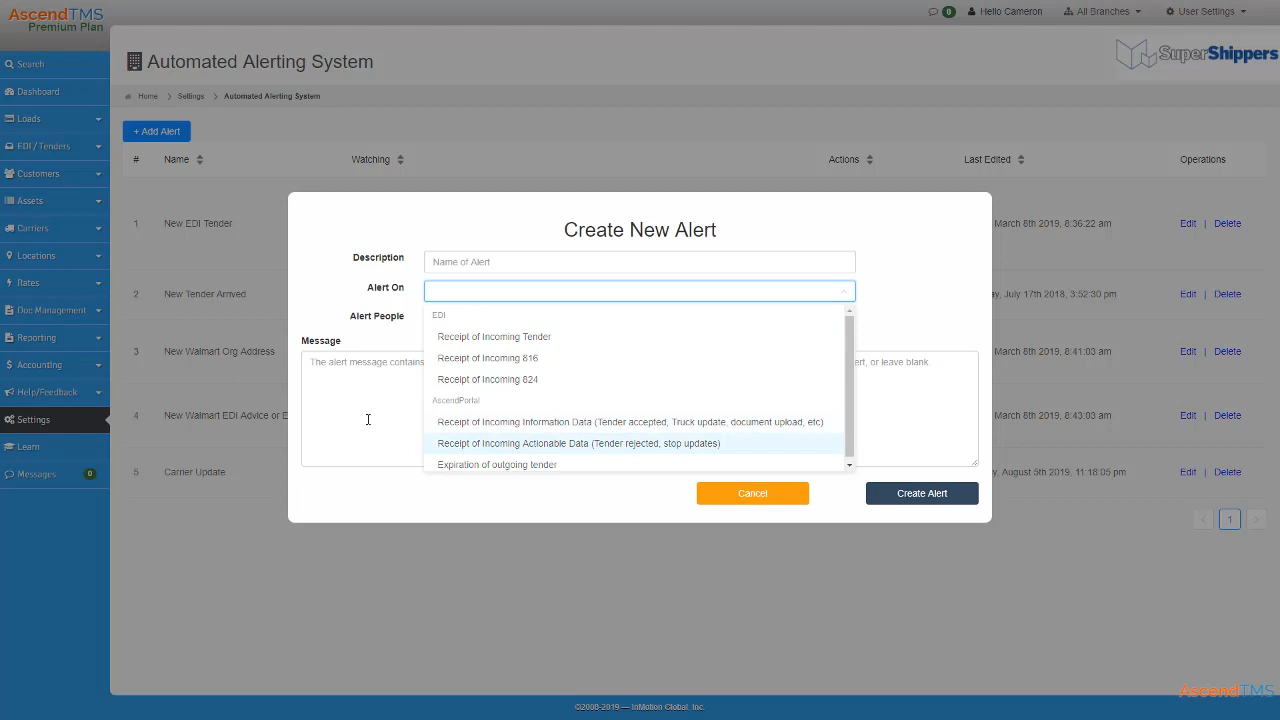 AscendTMS
Premium Plan
0
Hello Cameron
All Branches
User Settings
Search
Dashboard
Loads
EDI / Tenders
Customers
Assets
Carriers
Locations
Rates
Doc Management
Reporting
Accounting
Help/Feedback
Settings
Learn
Messages 0
Automated Alerting System
SuperShippers
Home > Settings > Automated Alerting System
+ Add Alert
# Name Watching Actions Last Edited Operations
1 New EDI Tender March 8th 2019, 8:36:22 am Edit | Delete
2 New Tender Arrived y, July 17th 2018, 3:52:30 pm Edit | Delete
3 New Walmart Org Address March 8th 2019, 8:41:03 am Edit | Delete
4 New Walmart EDI Advice or E March 8th 2019, 8:43:03 am Edit | Delete
5 Carrier Update y, August 5th 2019, 11:18:05 pm Edit | Delete
< 1 >
Create New Alert
Description Name of Alert
Alert On
Alert People
Message
The alert message contains ert, or leave blank.
EDI
Receipt of Incoming Tender
Receipt of Incoming 816
Receipt of Incoming 824
AscendPortal
Receipt of Incoming Information Data (Tender accepted, Truck update, document upload, etc)
Receipt of Incoming Actionable Data (Tender rejected, stop updates)
Expiration of outgoing tender
Cancel
Create Alert
AscendTMS
©2008-2019 — InMotion Global, Inc.